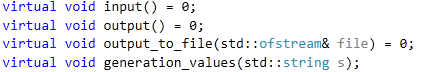 virtual void input() = 0;
virtual void output() = 0;
virtual void output_to_file(std::ofstream& file) = 0;
virtual void generation_values(std::string s);